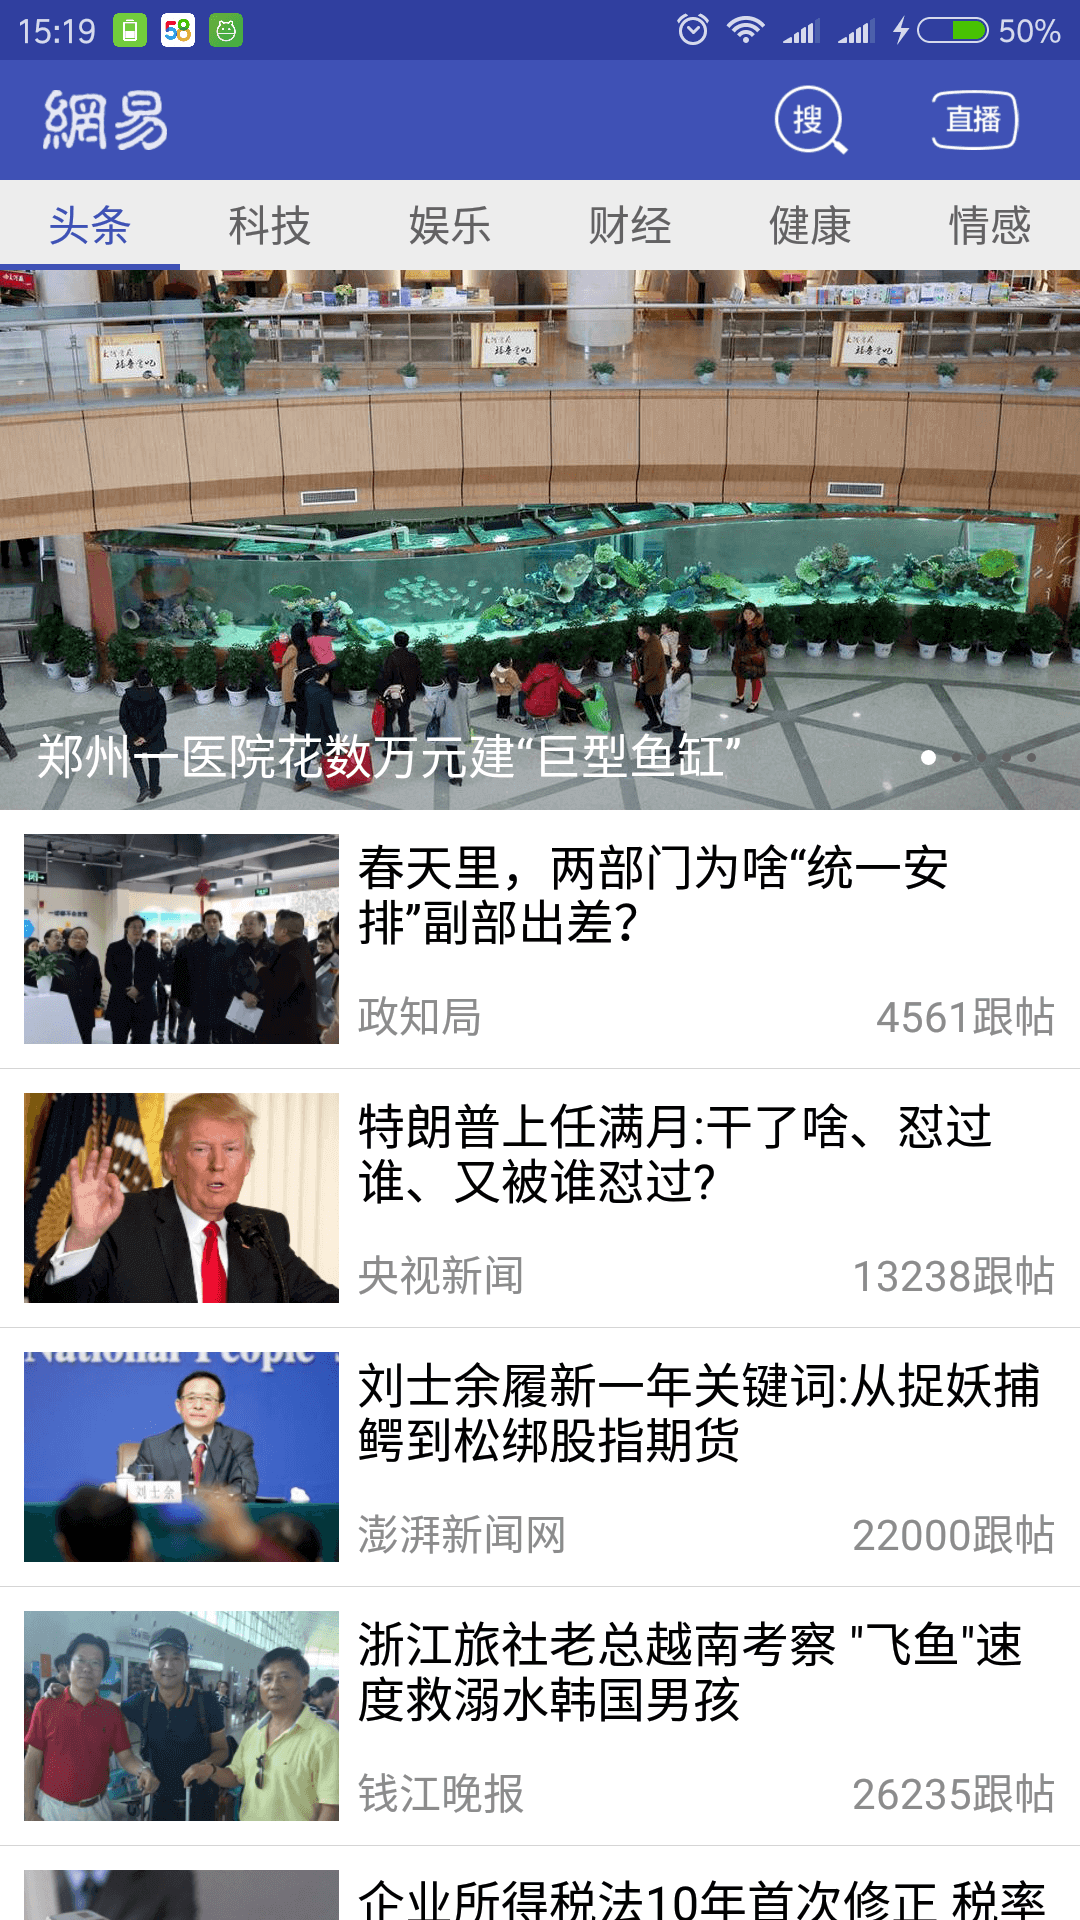 15:19 58 50%
網易 搜 直播
头条 科技 娱乐 财经 健康 情感
郑州一医院花数万元建“巨型鱼缸”
春天里，两部门为啥“统一安
排”副部出差？
政知局 4561跟帖
特朗普上任满月:干了啥、怼过
谁、又被谁怼过?
央视新闻 13238跟帖
National People
刘士余
刘士余履新一年关键词:从捉妖捕
鳄到松绑股指期货
澎湃新闻网 22000跟帖
浙江旅社老总越南考察 "飞鱼"速
度救溺水韩国男孩
钱江晚报 26235跟帖
企业所得税法10年首次修正 税率